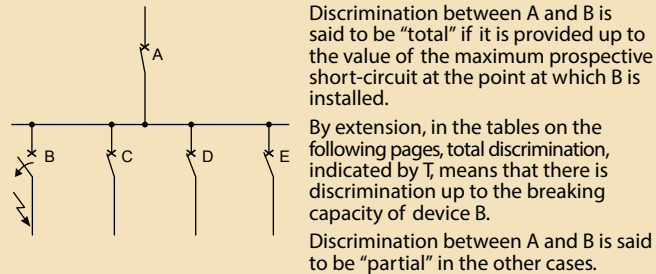 A
B
C
D
E
Discrimination between A and B is
said to be “total” if it is provided up to
the value of the maximum prospective
short-circuit at the point at which B is
installed.
By extension, in the tables on the
following pages, total discrimination,
indicated by T, means that there is
discrimination up to the breaking
capacity of device B.
Discrimination between A and B is said
to be “partial” in the other cases.